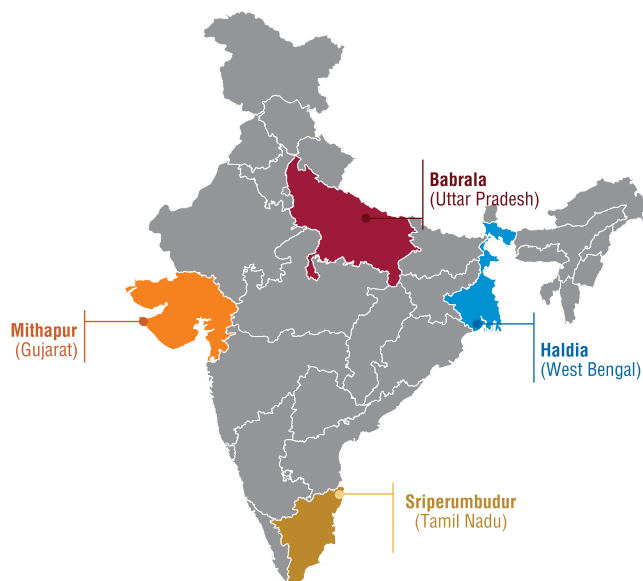 Babrala
(Uttar Pradesh)
Mithapur
(Gujarat)
Haldia
(West Bengal)
Sriperumbudur
(Tamil Nadu)